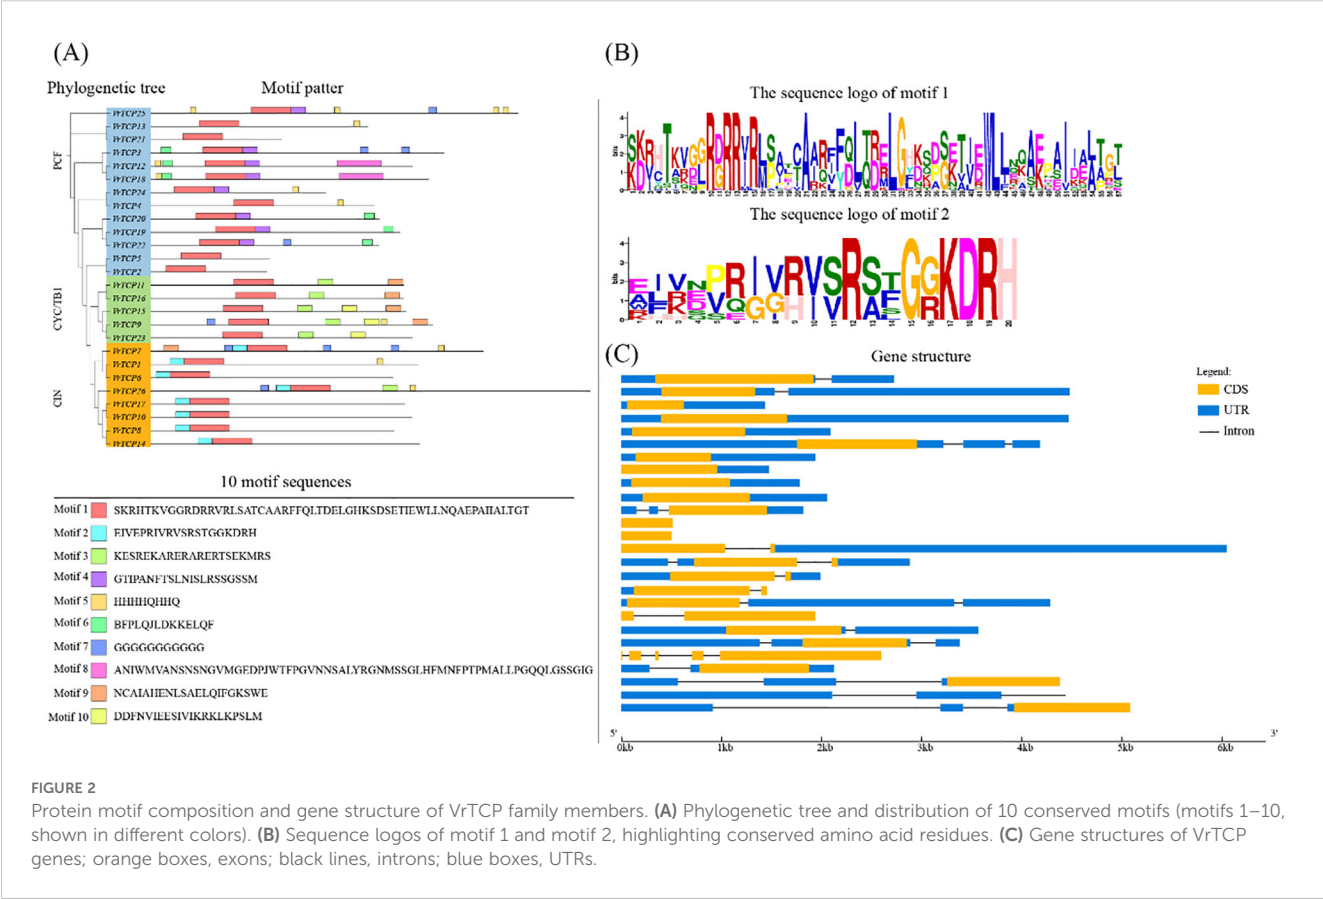 (A)
Phylogenetic tree
Motif patter
PCF
CYC/TB1
CIN
VrTCP25
VrTCP13
VrTCP21
VrTCP3
VrTCP12
VrTCP18
VrTCP24
VrTCP4
VrTCP20
VrTCP19
VrTCP22
VrTCP5
VrTCP2
VrTCP11
VrTCP16
VrTCP15
VrTCP9
VrTCP23
VrTCP7
VrTCP1
VrTCP6
VrTCP26
VrTCP17
VrTCP10
VrTCP8
VrTCP14
10 motif sequences
Motif 1 SKRHTKVGGRDRRVRLSATCAARFFQLTDELGHKSDSETIEWLLNQAEPAIIALTGT
Motif 2 EIVEPRIVRVSRSTGGKDRH
Motif 3 KESREKARERARERTSEKMRS
Motif 4 GTIPANFTSLNISLRSSGSSM
Motif 5 HHHHQHHQ
Motif 6 BFPLQJLDKKELQF
Motif 7 GGGGGGGGGGG
Motif 8 ANIWMVANSNSNGVMGEDPJWTFPGVNNSALYRGNMSSGLHFMNFPTPMALLPGQQLGSSGIG
Motif 9 NCAIAHENLSAELQIFGKSWE
Motif 10 DDFNVIEESIVIKRKLKPSLM
(B)
The sequence logo of motif 1
The sequence logo of motif 2
(C)
Gene structure
Legend:
CDS
UTR
Intron
5' 3'
0kb 1kb 2kb 3kb 4kb 5kb 6kb
FIGURE 2
Protein motif composition and gene structure of VrTCP family members. (A) Phylogenetic tree and distribution of 10 conserved motifs (motifs 1–10,
shown in different colors). (B) Sequence logos of motif 1 and motif 2, highlighting conserved amino acid residues. (C) Gene structures of VrTCP
genes; orange boxes, exons; black lines, introns; blue boxes, UTRs.